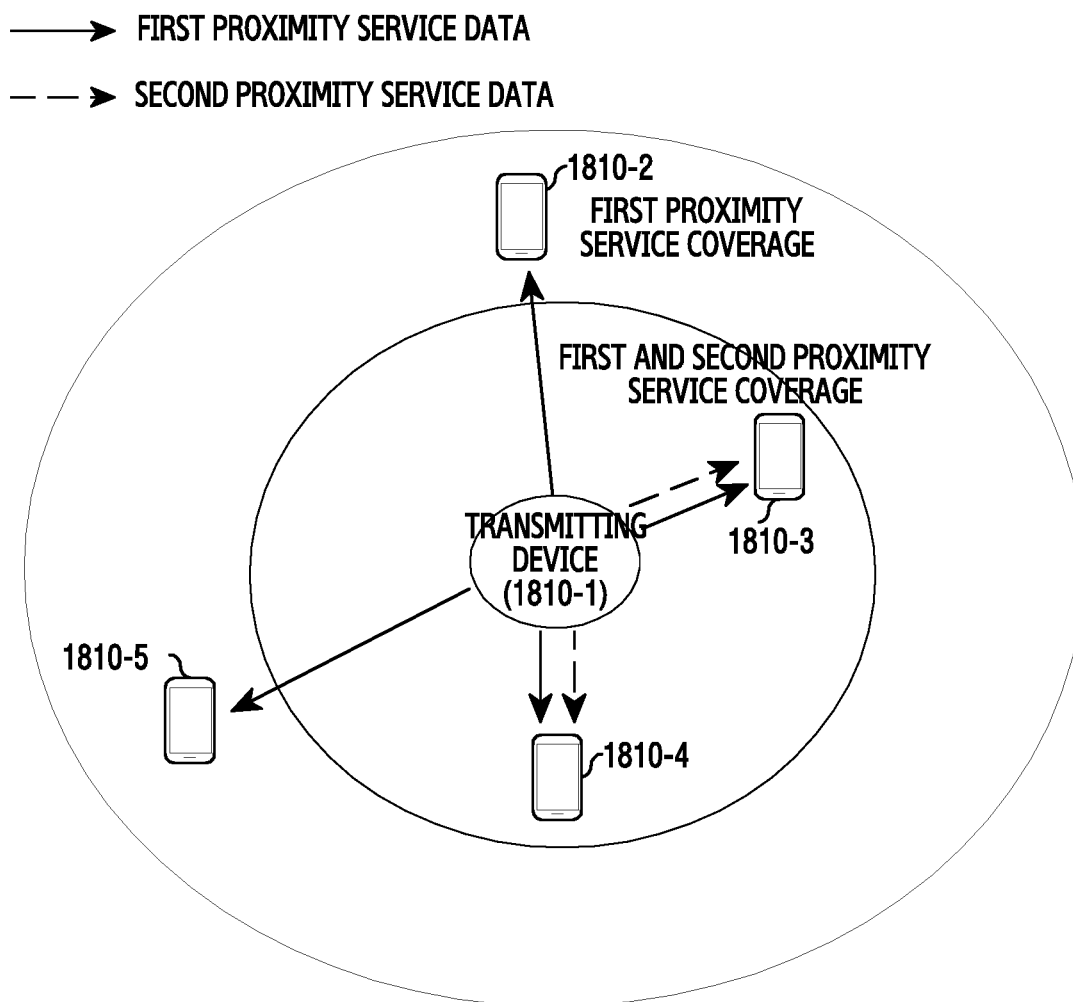 FIRST PROXIMITY SERVICE DATA
SECOND PROXIMITY SERVICE DATA
1810-2
FIRST PROXIMITY
SERVICE COVERAGE
FIRST AND SECOND PROXIMITY
SERVICE COVERAGE
1810-3
TRANSMITTING
DEVICE
(1810-1)
1810-5
1810-4